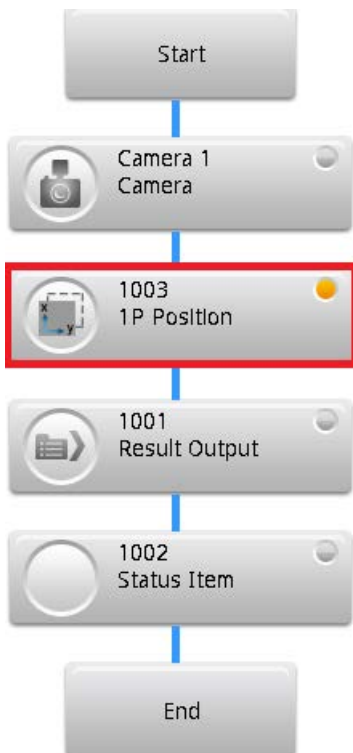 Start
Camera 1
Camera
1003
x
y
1P Position
1001
Result Output
1002
Status Item
End